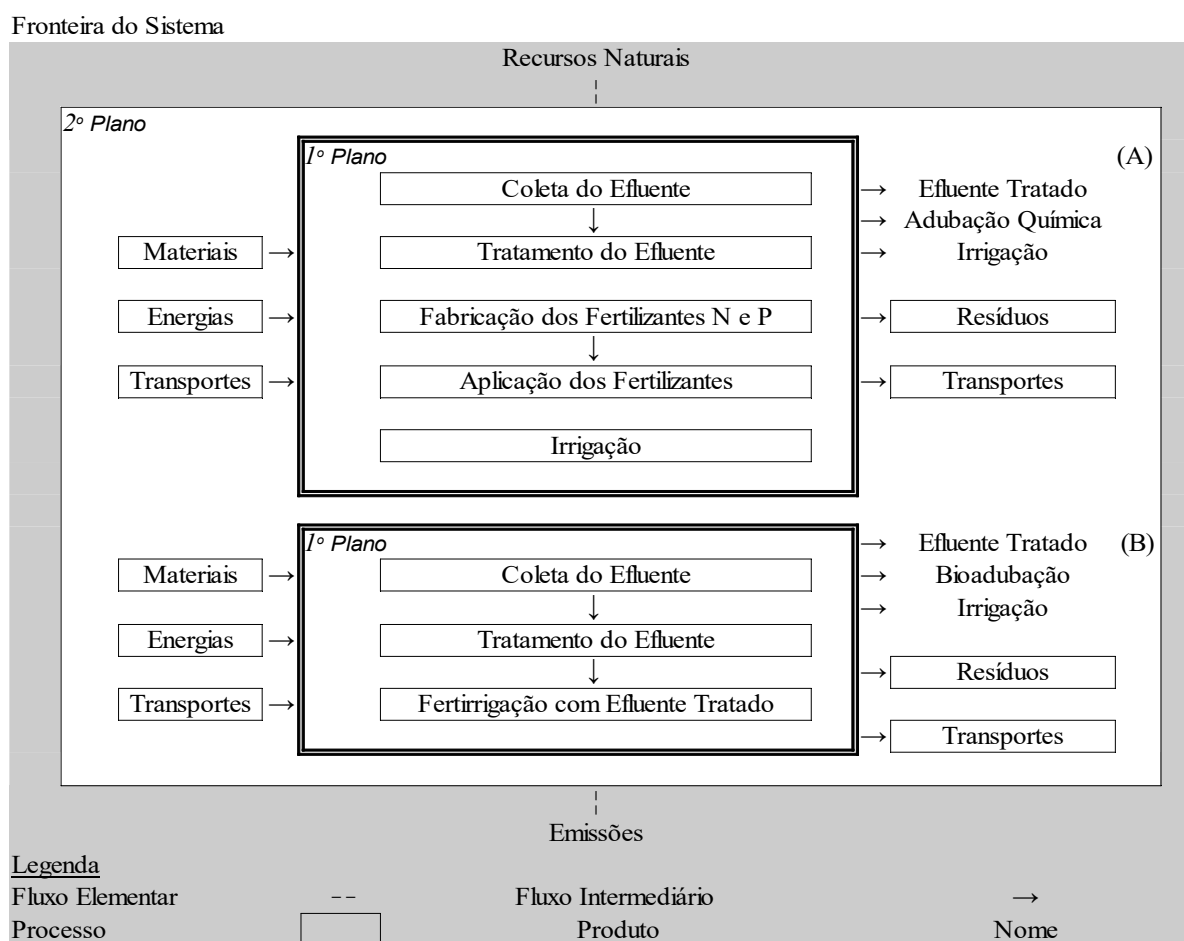 Fronteira do Sistema
Recursos Naturais
2º Plano
1º Plano (A)
Coleta do Efluente → Efluente Tratado
↓ → Adubação Química
Materiais → Tratamento do Efluente → Irrigação
Energias → Fabricação dos Fertilizantes N e P → Resíduos
↓
Transportes → Aplicação dos Fertilizantes → Transportes
Irrigação
1º Plano → Efluente Tratado (B)
Materiais → Coleta do Efluente → Bioadubação
↓ → Irrigação
Energias → Tratamento do Efluente
↓ → Resíduos
Transportes → Fertirrigação com Efluente Tratado
→ Transportes
Emissões
Legenda
Fluxo Elementar -- Fluxo Intermediário →
Processo Produto Nome